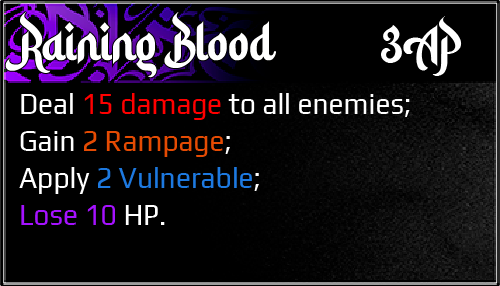 Raining Blood 3AP
Deal 15 damage to all enemies;
Gain 2 Rampage;
Apply 2 Vulnerable;
Lose 10 HP.